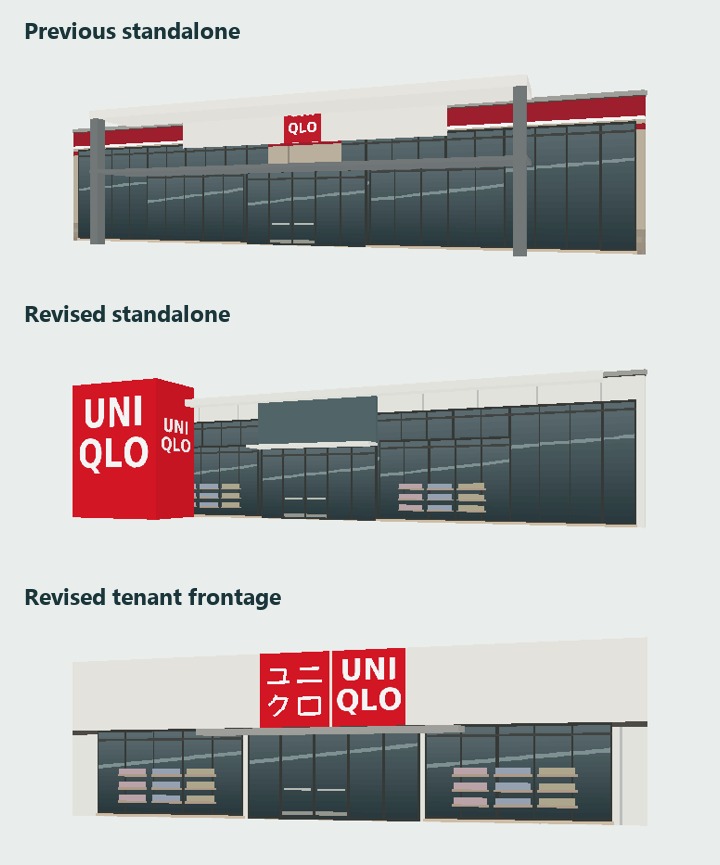 Previous standalone
QLO
Revised standalone
UNI
QLO
UNI
QLO
Revised tenant frontage
ユニ
クロ
UNI
QLO